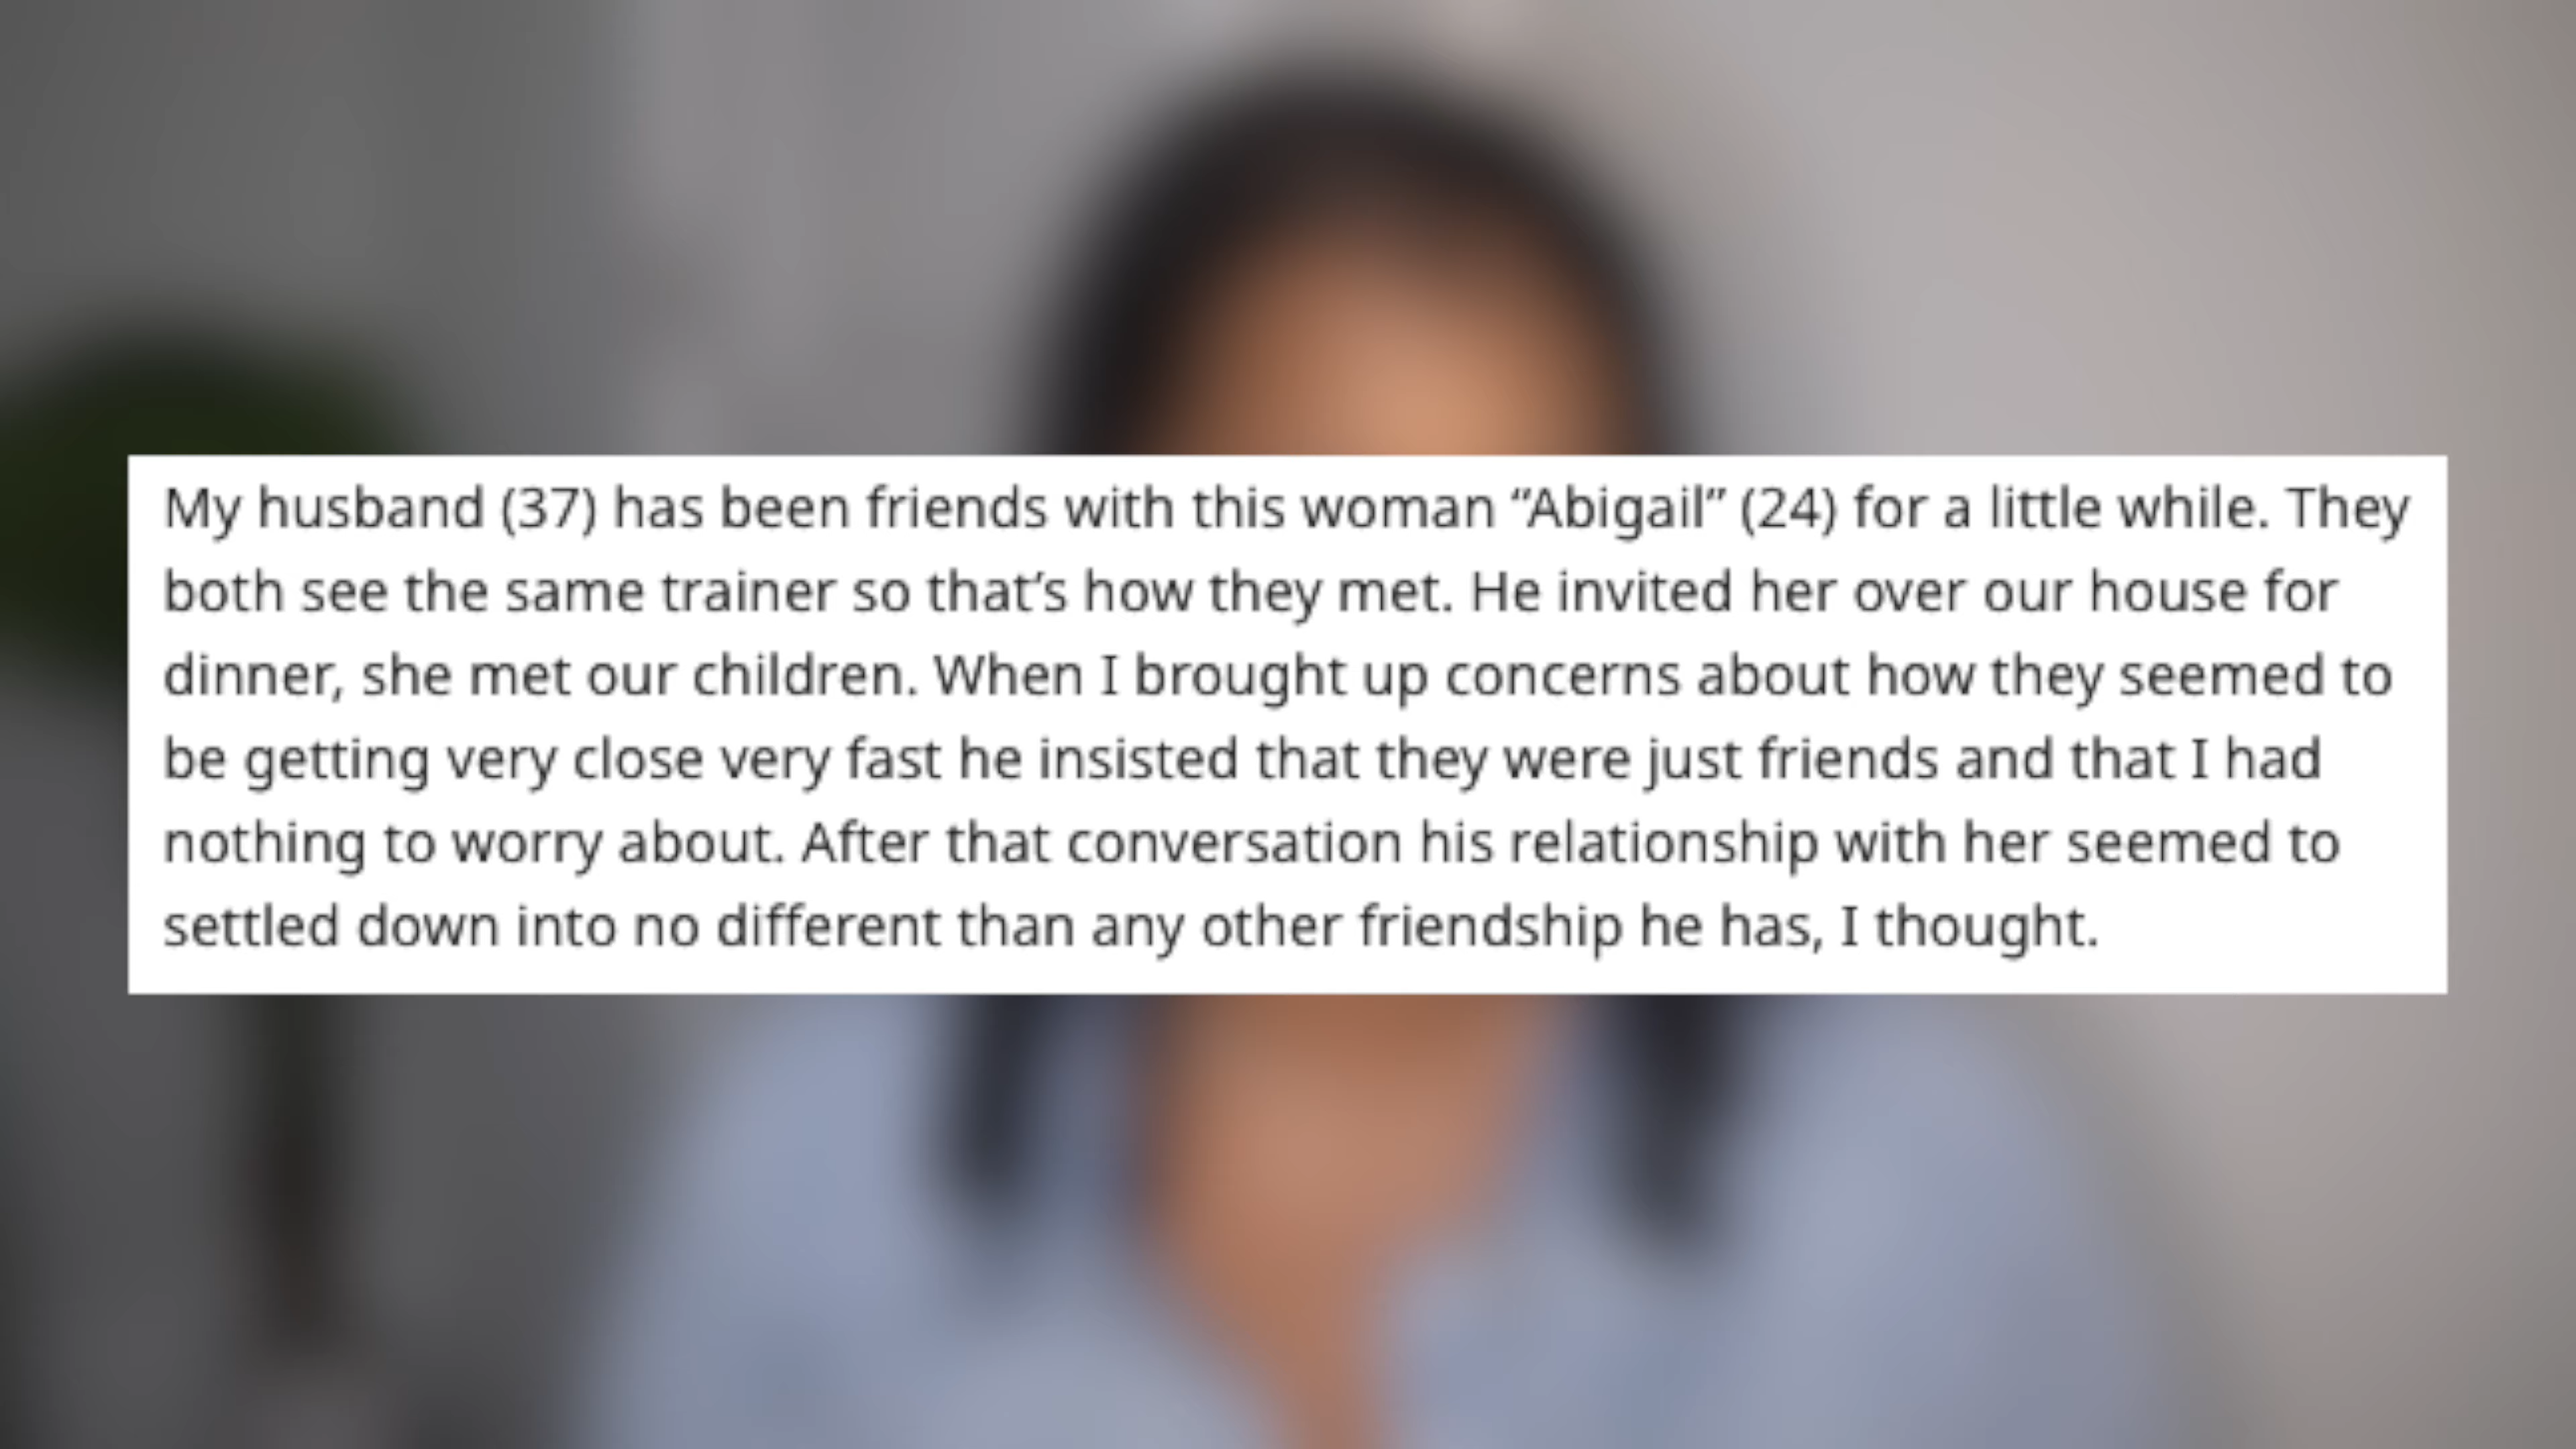 My husband (37) has been friends with this woman “Abigail” (24) for a little while. They
both see the same trainer so that’s how they met. He invited her over our house for
dinner, she met our children. When I brought up concerns about how they seemed to
be getting very close very fast he insisted that they were just friends and that I had
nothing to worry about. After that conversation his relationship with her seemed to
settled down into no different than any other friendship he has, I thought.